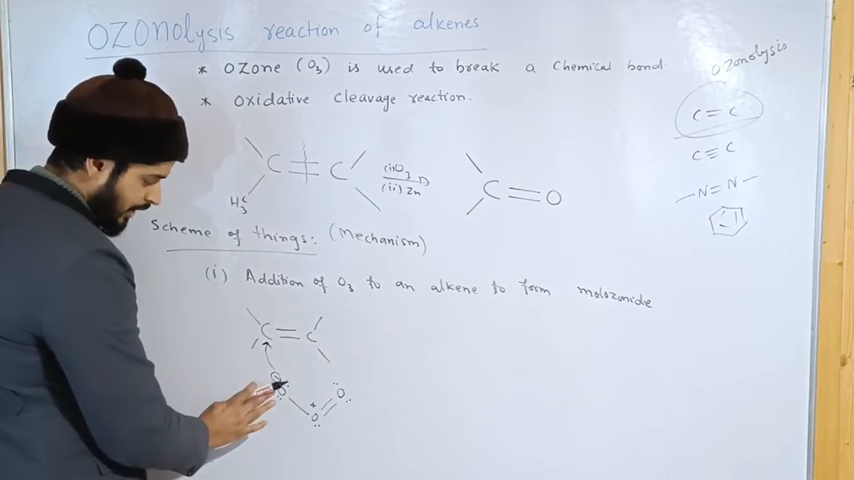 Ozonolysis reaction of alkenes.
* Ozone (O3) is used to break a chemical bond.
* Oxidative cleavage reaction.
Ozonolysis
C=C
C≡C
N=N
C=C
H3C
(i) O3
(ii) Zn
C=O
Scheme of things: (Mechanism)
(i) Addition of O3 to an alkene to form molozonide
C=C
O
O
O